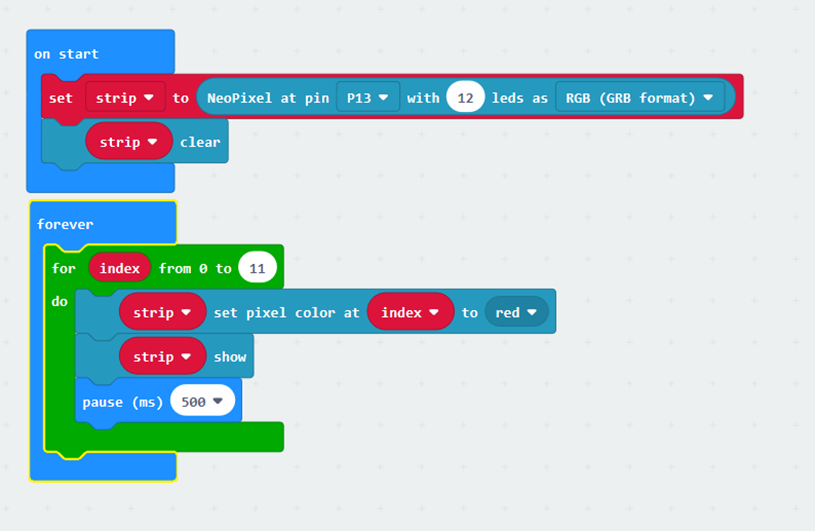 on start
set strip to NeoPixel at pin P13 with 12 leds as RGB (GRB format)
strip clear
forever
for index from 0 to 11
do
strip set pixel color at index to red
strip show
pause (ms) 500